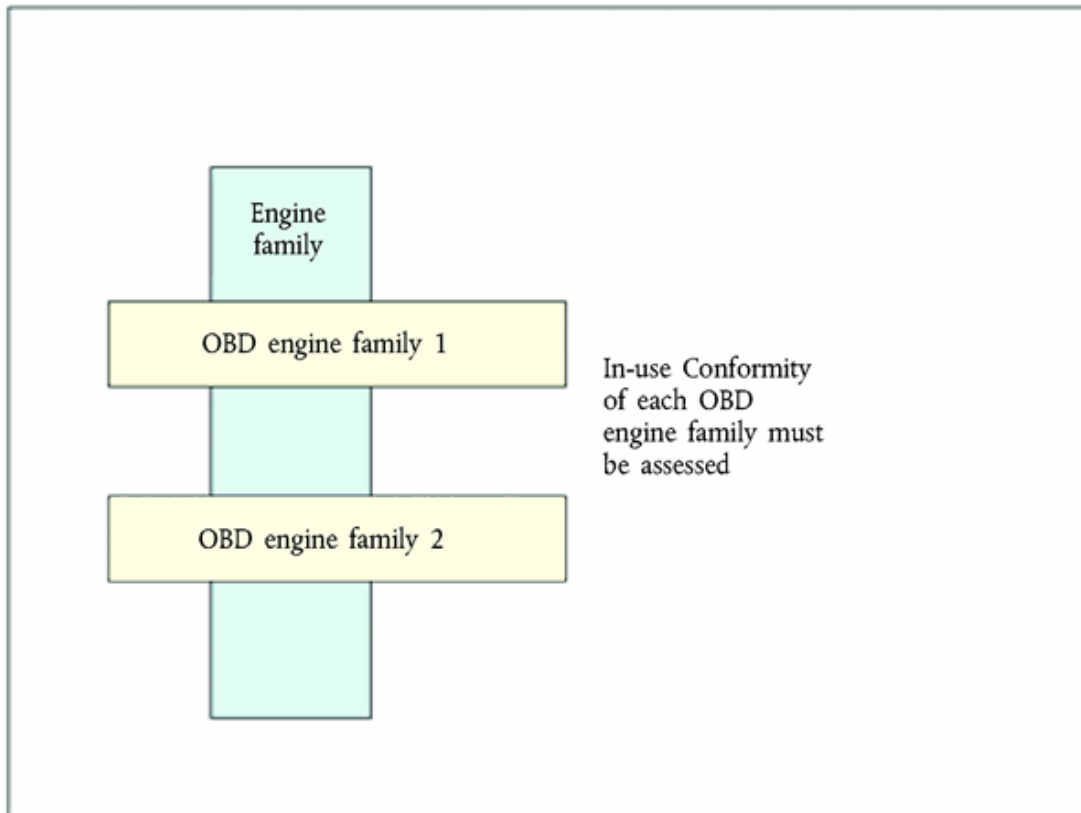 Engine
family
OBD engine family 1
In-use Conformity
of each OBD
engine family must
be assessed
OBD engine family 2